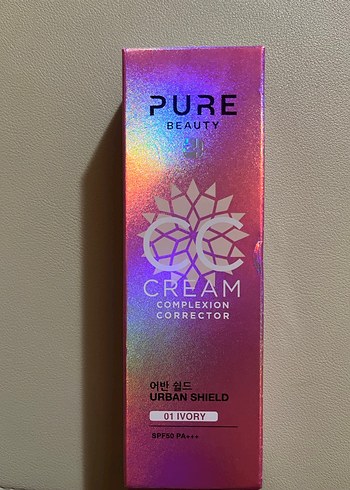 PURE
BEAUTY
CC
CREAM
COMPLEXION
CORRECTOR
어반 쉴드
URBAN SHIELD
01 IVORY
SPF50 PA+++